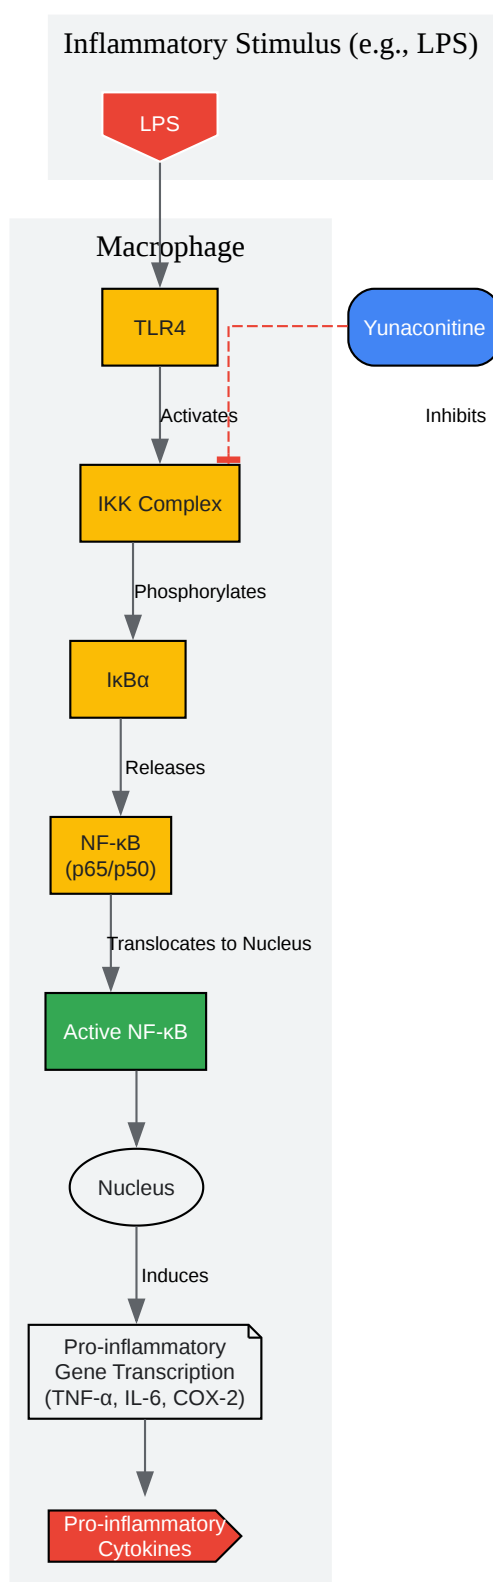 Inflammatory Stimulus (e.g., LPS)
LPS
Macrophage
TLR4
Yunaconitine
Activates
Inhibits
IKK Complex
Phosphorylates
IκBα
Releases
NF-κB
(p65/p50)
Translocates to Nucleus
Active NF-κB
Nucleus
Induces
Pro-inflammatory
Gene Transcription
(TNF-α, IL-6, COX-2)
Pro-inflammatory
Cytokines